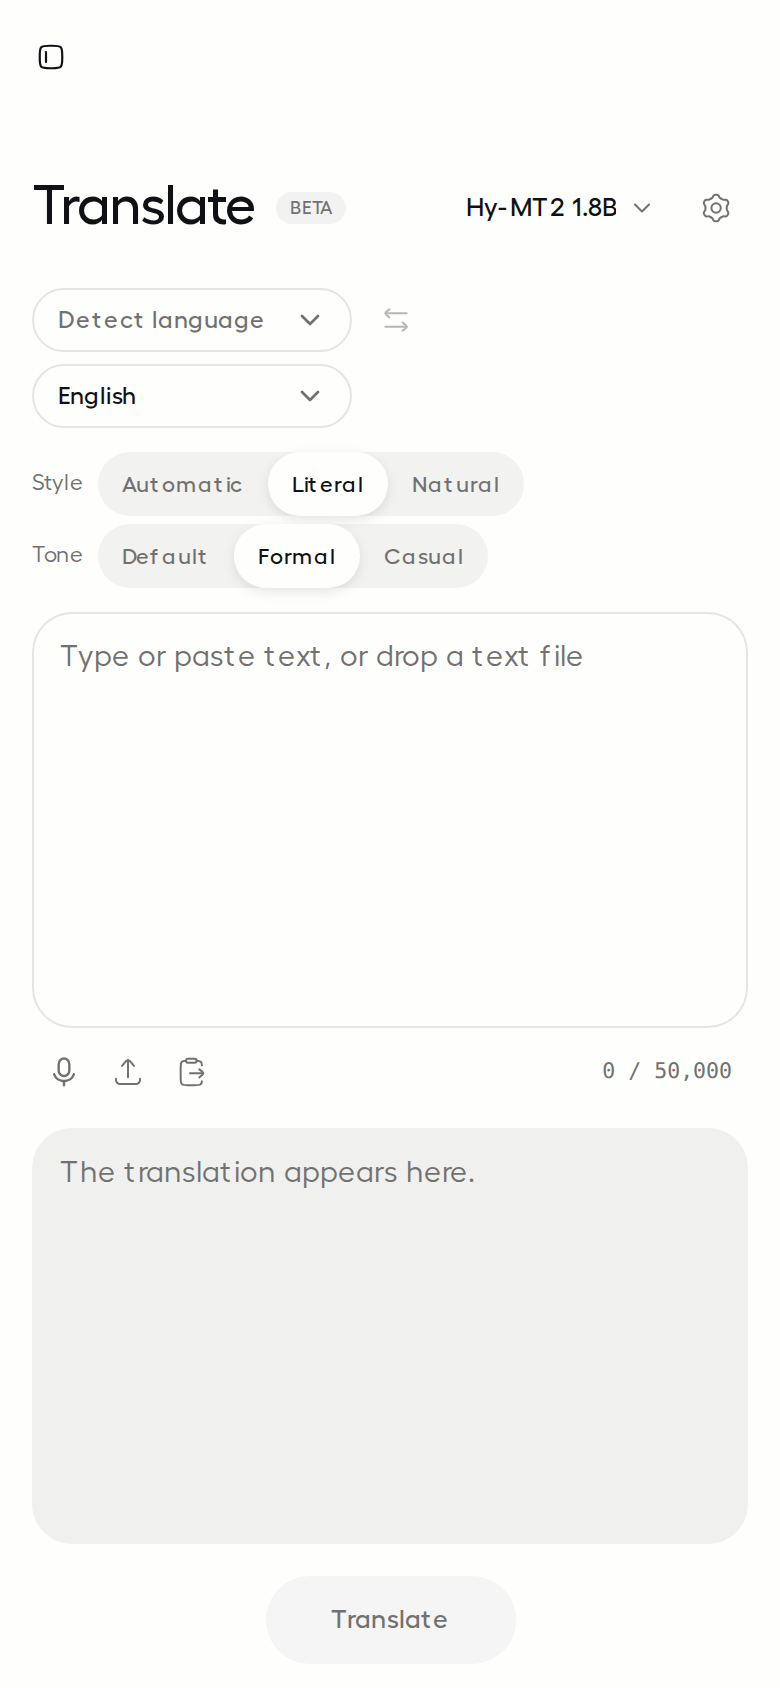 Translate BETA Hy-MT2 1.8B
Detect language
English
Style Automatic Literal Natural
Tone Default Formal Casual
Type or paste text, or drop a text file
0 / 50,000
The translation appears here.
Translate